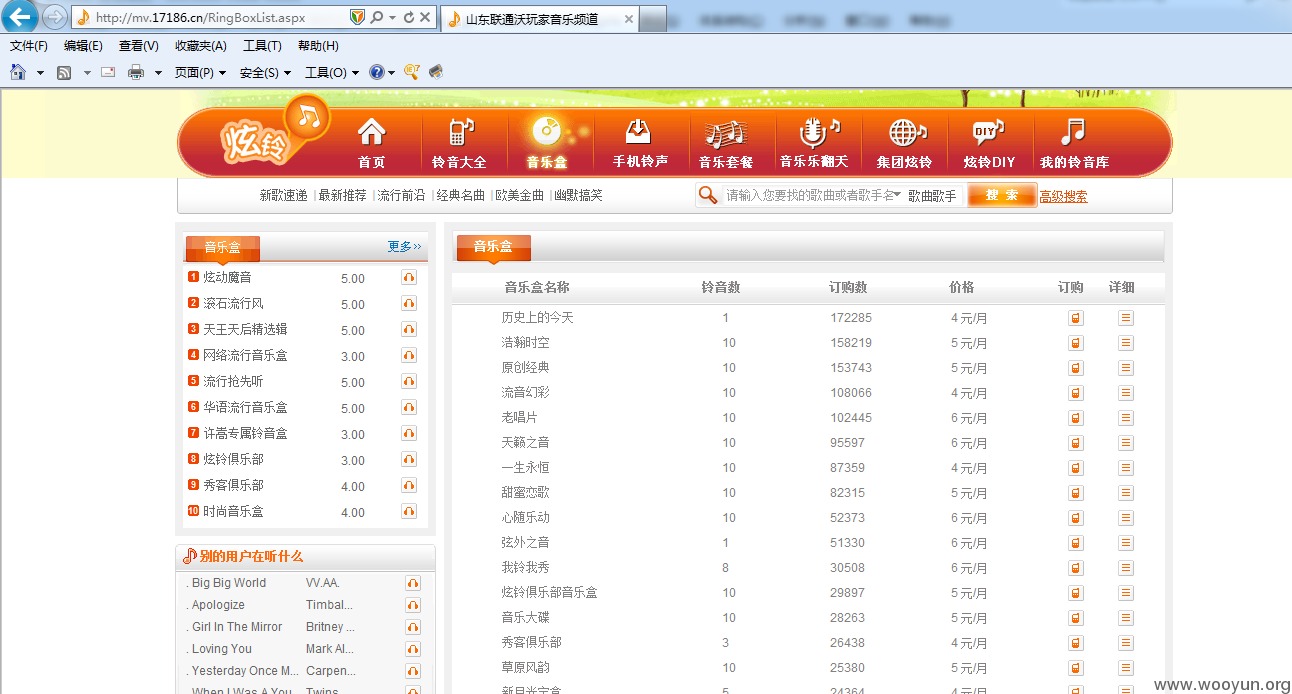 http://mv.17186.cn/RingBoxList.aspx
山东联通沃玩家音乐频道
文件(F) 编辑(E) 查看(V) 收藏夹(A) 工具(T) 帮助(H)
页面(P) 安全(S) 工具(O)
炫铃
首页 铃音大全 音乐盒 手机铃声 音乐套餐 音乐乐翻天 集团炫铃 DIY 炫铃DIY 我的铃音库
新歌速递 | 最新推荐 | 流行前沿 | 经典名曲 | 欧美金曲 | 幽默搞笑
请输入您要找的歌曲或者歌手名 歌曲歌手 搜索 高级搜索
音乐盒 更多>>
1 炫动魔音 5.00
2 滚石流行风 5.00
3 天王天后精选辑 5.00
4 网络流行音乐盒 3.00
5 流行抢先听 5.00
6 华语流行音乐盒 5.00
7 许嵩专属铃音盒 3.00
8 炫铃俱乐部 3.00
9 秀客俱乐部 4.00
10 时尚音乐盒 4.00
别的用户在听什么
. Big Big World VV.AA.
. Apologize Timbal...
. Girl In The Mirror Britney ...
. Loving You Mark Al...
. Yesterday Once M... Carpen...
. When I Was A You Twins
音乐盒
音乐盒名称 铃音数 订购数 价格 订购 详细
历史上的今天 1 172285 4 元/月
浩瀚时空 10 158219 5 元/月
原创经典 10 153743 5 元/月
流音幻彩 10 108066 4 元/月
老唱片 10 102445 6 元/月
天籁之音 10 95597 6 元/月
一生永恒 10 87359 4 元/月
甜蜜恋歌 10 82315 5 元/月
心随乐动 10 52373 6 元/月
弦外之音 1 51330 6 元/月
我铃我秀 8 30508 6 元/月
炫铃俱乐部音乐盒 10 29897 5 元/月
音乐大碟 10 28263 5 元/月
秀客俱乐部 3 26438 4 元/月
草原风韵 10 25380 5 元/月
新月光宝盒 5 24364 4 元/月
www.wooyun.org